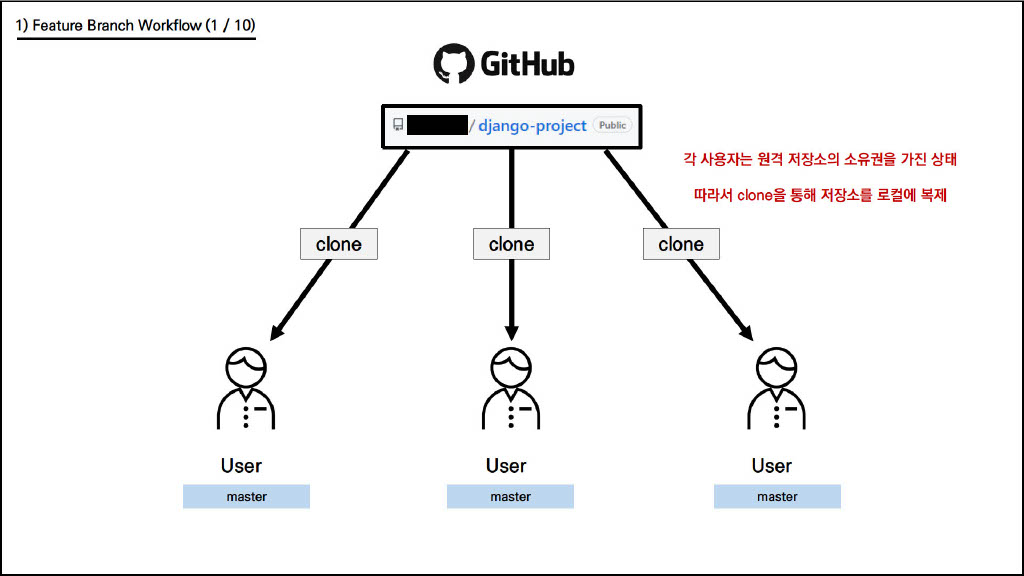 1) Feature Branch Workflow (1 / 10)
GitHub
/ django-project Public
각 사용자는 원격 저장소의 소유권을 가진 상태
따라서 clone을 통해 저장소를 로컬에 복제
clone clone clone
User User User
master master master